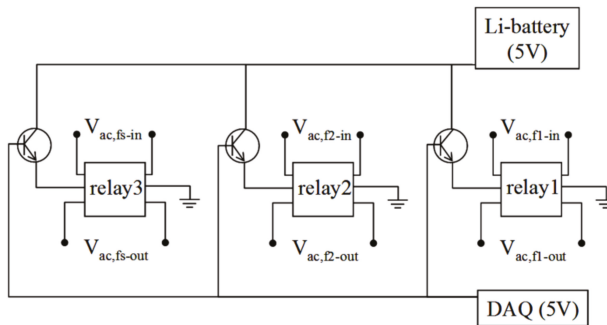 Li-battery
(5V)
V_ac,fs-in
V_ac,f2-in
V_ac,f1-in
relay3
relay2
relay1
V_ac,fs-out
V_ac,f2-out
V_ac,f1-out
DAQ (5V)